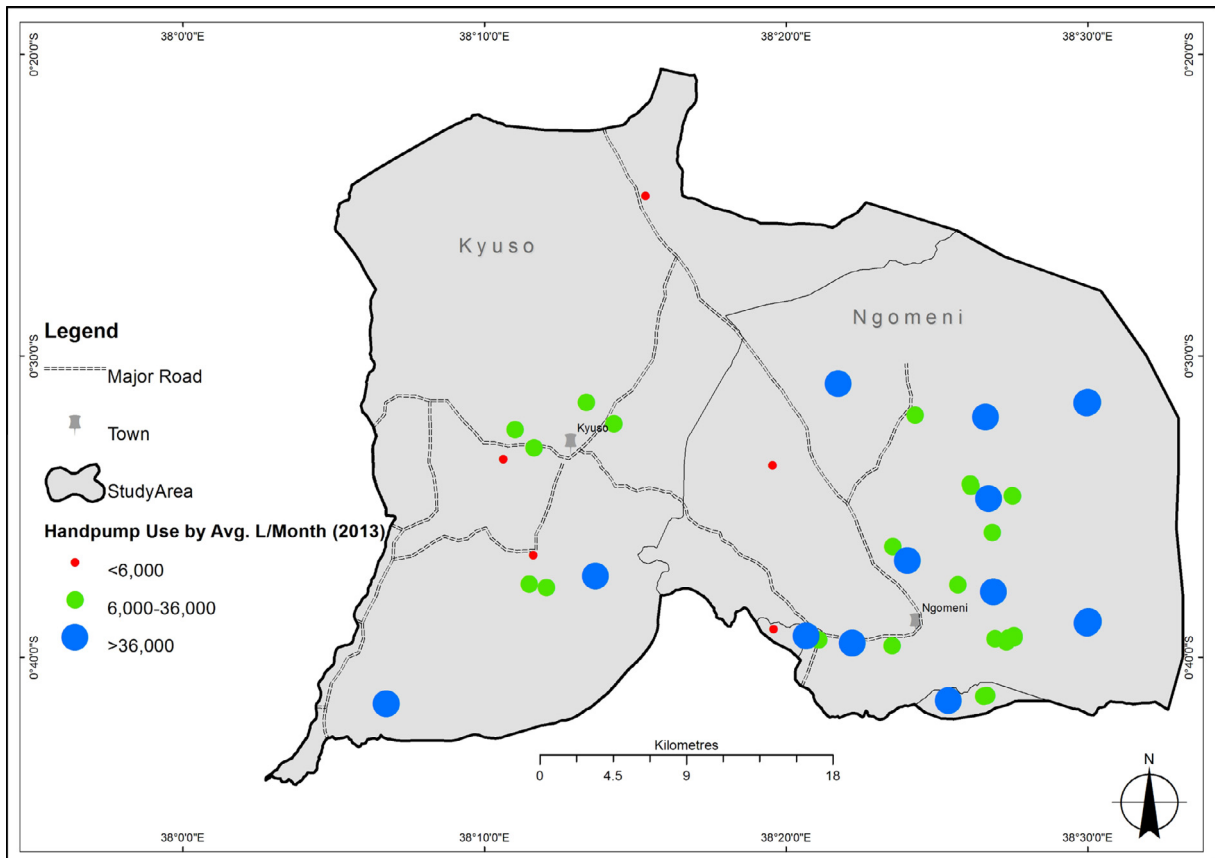 38°0'0"E 38°10'0"E 38°20'0"E 38°30'0"E
0°20'0"S 0°20'0"S
Kyuso
Ngomeni
Legend
Major Road
Town
StudyArea
Handpump Use by Avg. L/Month (2013)
<6,000
6,000-36,000
>36,000
0°30'0"S 0°30'0"S
Kyuso
Ngomeni
0°40'0"S 0°40'0"S
Kilometres
0 4.5 9 18
N
38°0'0"E 38°10'0"E 38°20'0"E 38°30'0"E